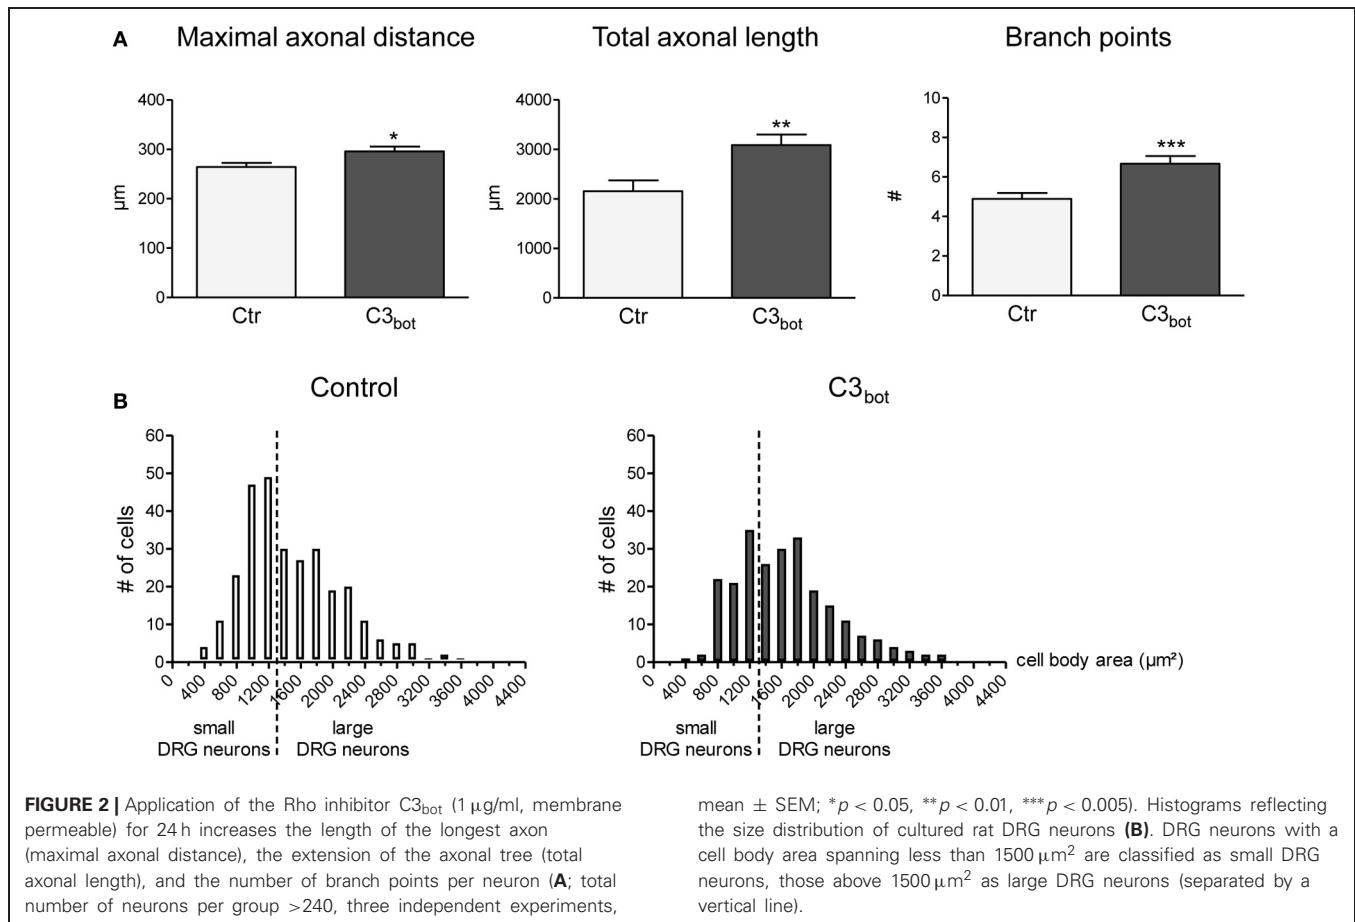 A
Maximal axonal distance
400
300
200
100
0
µm
*
Ctr
C3bot
Total axonal length
4000
3000
2000
1000
0
µm
**
Ctr
C3bot
Branch points
10
8
6
4
2
0
#
***
Ctr
C3bot
B
Control
60
50
40
30
20
10
0
# of cells
0
400
800
1200
1600
2000
2400
2800
3200
3600
4000
4400
small
DRG neurons
large
DRG neurons
C3bot
60
50
40
30
20
10
0
# of cells
0
400
800
1200
1600
2000
2400
2800
3200
3600
4000
4400
cell body area (µm²)
small
DRG neurons
large
DRG neurons
FIGURE 2 | Application of the Rho inhibitor C3bot (1 µg/ml, membrane
permeable) for 24 h increases the length of the longest axon
(maximal axonal distance), the extension of the axonal tree (total
axonal length), and the number of branch points per neuron (A; total
number of neurons per group >240, three independent experiments,
mean ± SEM; *p < 0.05, **p < 0.01, ***p < 0.005). Histograms reflecting
the size distribution of cultured rat DRG neurons (B). DRG neurons with a
cell body area spanning less than 1500 µm² are classified as small DRG
neurons, those above 1500 µm² as large DRG neurons (separated by a
vertical line).